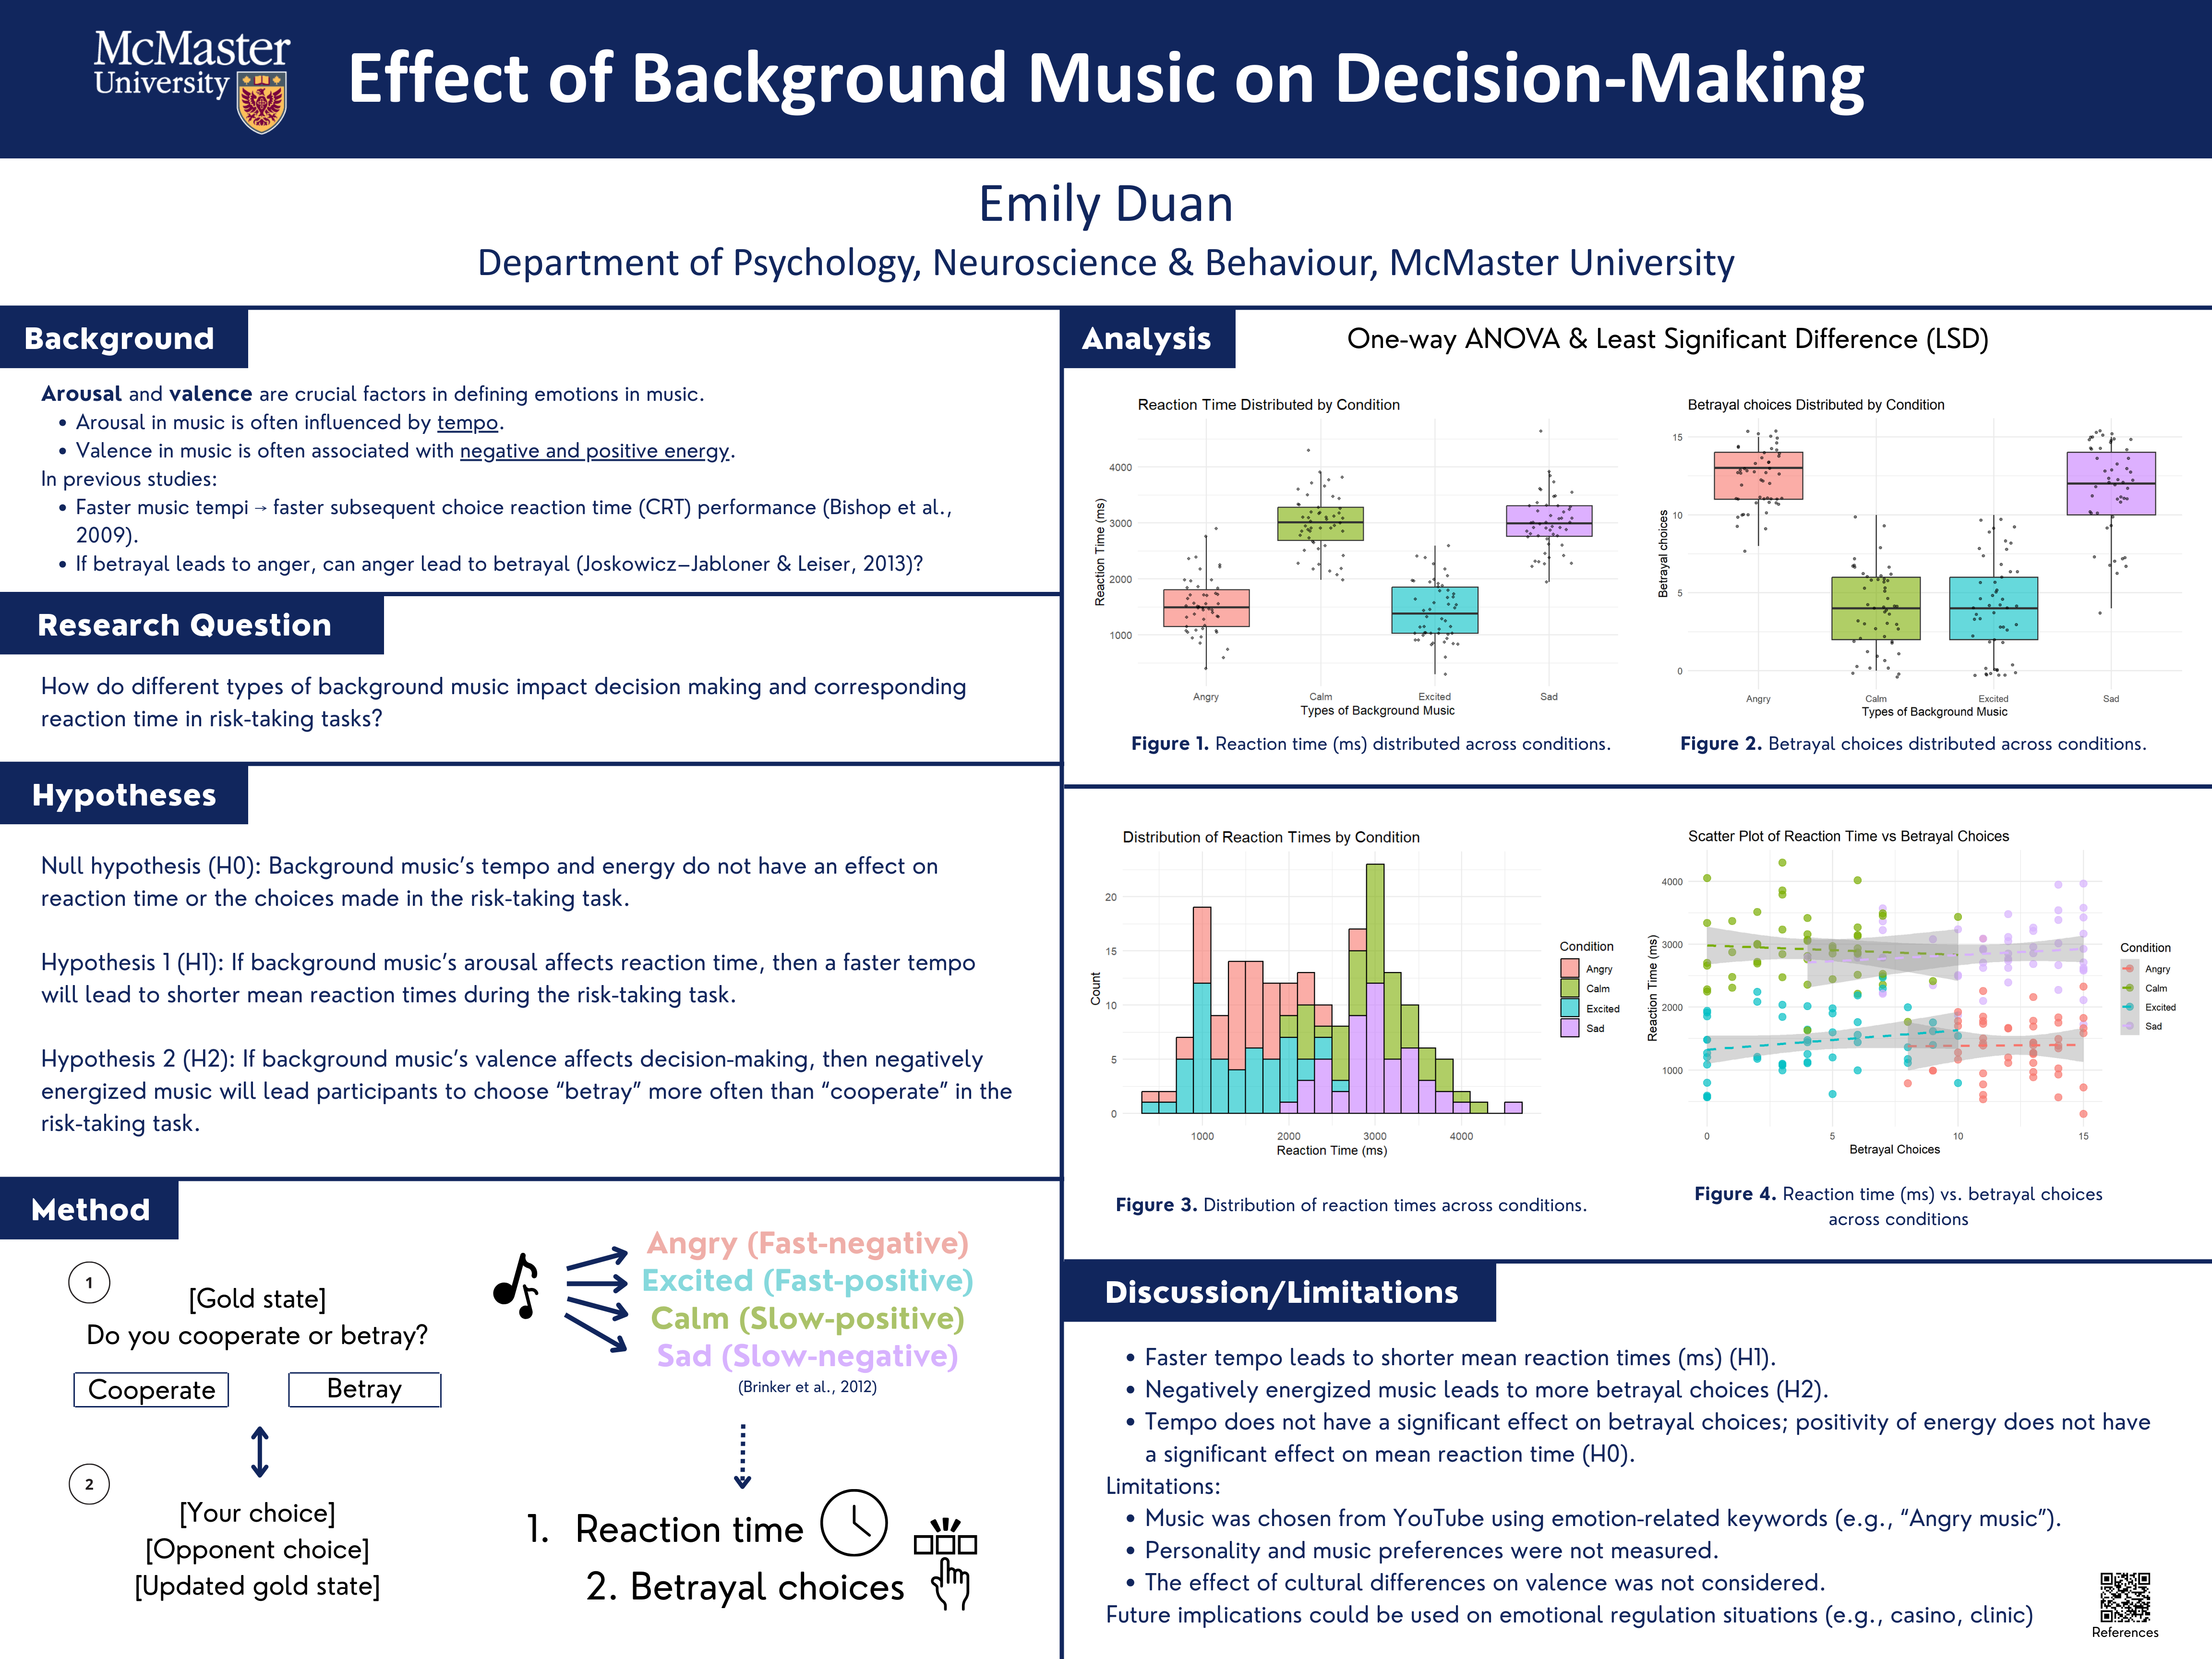 McMaster
University
Effect of Background Music on Decision-Making
Emily Duan
Department of Psychology, Neuroscience & Behaviour, McMaster University
Background
Arousal and valence are crucial factors in defining emotions in music.
• Arousal in music is often influenced by tempo.
• Valence in music is often associated with negative and positive energy.
In previous studies:
• Faster music tempi → faster subsequent choice reaction time (CRT) performance (Bishop et al.,
2009).
• If betrayal leads to anger, can anger lead to betrayal (Joskowicz–Jabloner & Leiser, 2013)?
Research Question
How do different types of background music impact decision making and corresponding
reaction time in risk-taking tasks?
Hypotheses
Null hypothesis (H0): Background music's tempo and energy do not have an effect on
reaction time or the choices made in the risk-taking task.
Hypothesis 1 (H1): If background music's arousal affects reaction time, then a faster tempo
will lead to shorter mean reaction times during the risk-taking task.
Hypothesis 2 (H2): If background music's valence affects decision-making, then negatively
energized music will lead participants to choose “betray” more often than “cooperate” in the
risk-taking task.
Method
1
[Gold state]
Do you cooperate or betray?
Cooperate
Betray
2
[Your choice]
[Opponent choice]
[Updated gold state]
Angry (Fast-negative)
Excited (Fast-positive)
Calm (Slow-positive)
Sad (Slow-negative)
(Brinker et al., 2012)
1. Reaction time
2. Betrayal choices
Analysis
One-way ANOVA & Least Significant Difference (LSD)
Reaction Time Distributed by Condition
Reaction Time (ms)
4000
3000
2000
1000
Angry
Calm
Excited
Sad
Types of Background Music
Figure 1. Reaction time (ms) distributed across conditions.
Betrayal choices Distributed by Condition
Betrayal choices
15
10
5
0
Angry
Calm
Excited
Sad
Types of Background Music
Figure 2. Betrayal choices distributed across conditions.
Distribution of Reaction Times by Condition
Count
20
15
10
5
0
1000
2000
3000
4000
Reaction Time (ms)
Condition
Angry
Calm
Excited
Sad
Figure 3. Distribution of reaction times across conditions.
Scatter Plot of Reaction Time vs Betrayal Choices
Reaction Time (ms)
4000
3000
2000
1000
0
5
10
15
Betrayal Choices
Condition
Angry
Calm
Excited
Sad
Figure 4. Reaction time (ms) vs. betrayal choices
across conditions
Discussion/Limitations
• Faster tempo leads to shorter mean reaction times (ms) (H1).
• Negatively energized music leads to more betrayal choices (H2).
• Tempo does not have a significant effect on betrayal choices; positivity of energy does not have
a significant effect on mean reaction time (H0).
Limitations:
• Music was chosen from YouTube using emotion-related keywords (e.g., “Angry music”).
• Personality and music preferences were not measured.
• The effect of cultural differences on valence was not considered.
Future implications could be used on emotional regulation situations (e.g., casino, clinic)
References